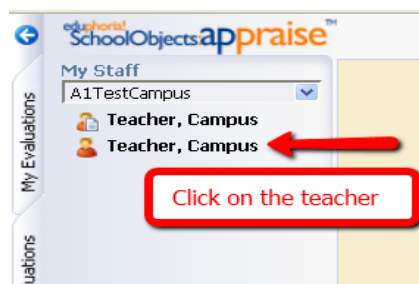 eduphoria!
SchoolObjects:appraise™
My Staff
A1TestCampus
Teacher, Campus
Teacher, Campus
Click on the teacher
My Evaluations
uations